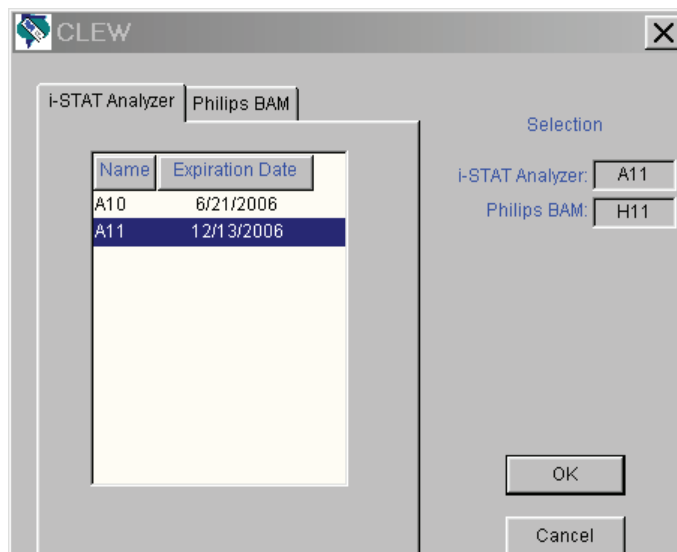 CLEW
i-STAT Analyzer Philips BAM
Selection
Name Expiration Date
i-STAT Analyzer: A11
A10 6/21/2006
Philips BAM: H11
A11 12/13/2006
OK
Cancel